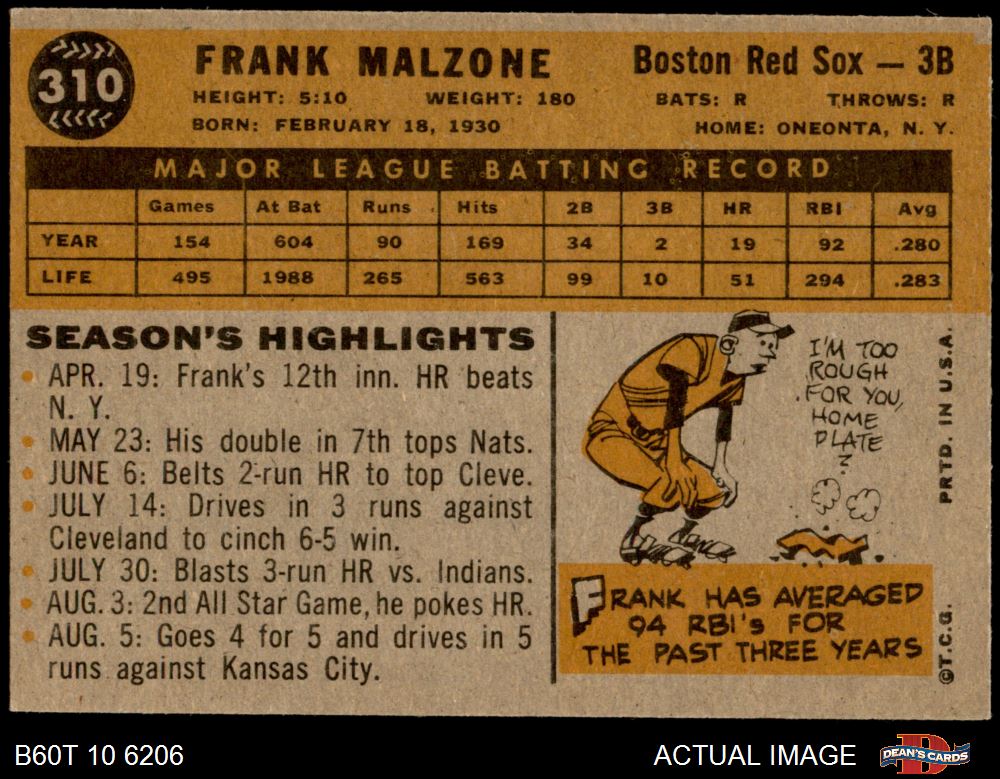 310
FRANK MALZONE
Boston Red Sox — 3B
HEIGHT: 5:10 WEIGHT: 180 BATS: R THROWS: R
BORN: FEBRUARY 18, 1930 HOME: ONEONTA, N. Y.
MAJOR LEAGUE BATTING RECORD
Games At Bat Runs Hits 2B 3B HR RBI Avg
YEAR 154 604 90 169 34 2 19 92 .280
LIFE 495 1988 265 563 99 10 51 294 .283
SEASON'S HIGHLIGHTS
• APR. 19: Frank's 12th inn. HR beats
N. Y.
• MAY 23: His double in 7th tops Nats.
• JUNE 6: Belts 2-run HR to top Cleve.
• JULY 14: Drives in 3 runs against
Cleveland to cinch 6-5 win.
• JULY 30: Blasts 3-run HR vs. Indians.
• AUG. 3: 2nd All Star Game, he pokes HR.
• AUG. 5: Goes 4 for 5 and drives in 5
runs against Kansas City.
I'M TOO
ROUGH
FOR YOU,
HOME
PLATE
?
FRANK HAS AVERAGED
94 RBI's FOR
THE PAST THREE YEARS
©T.C.G. PRTD. IN U.S.A.
B60T 10 6206
ACTUAL IMAGE
D
DEAN'S CARDS